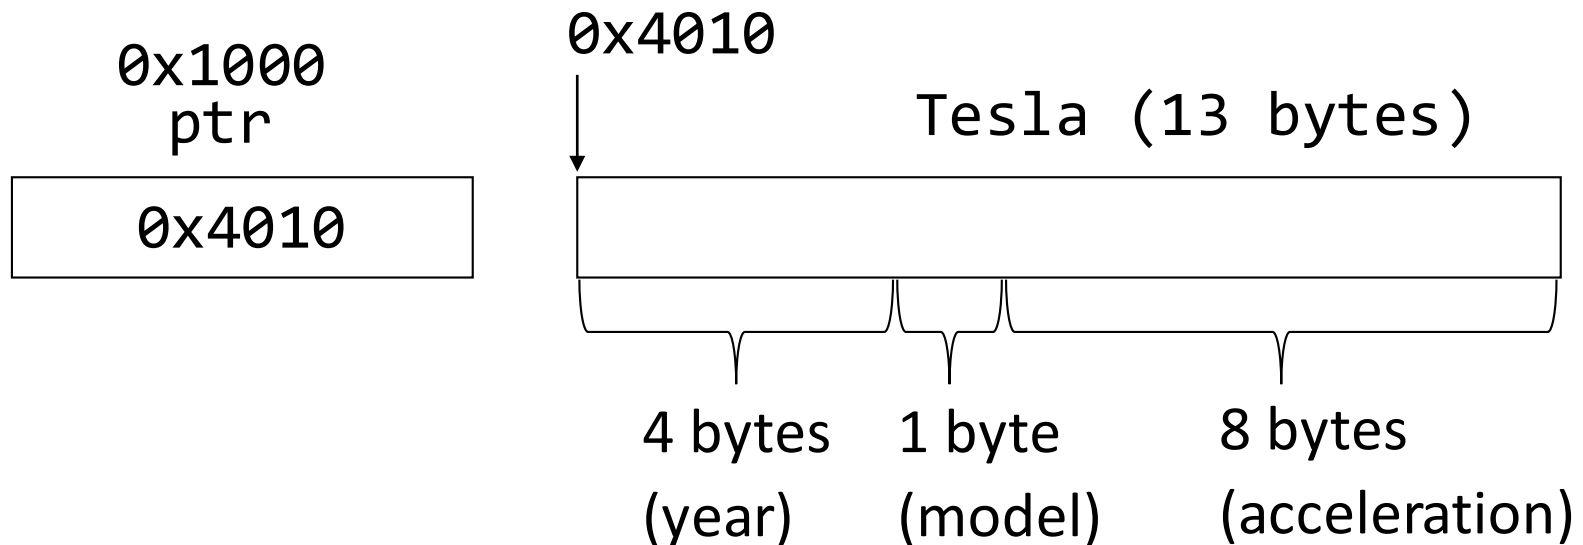 0x1000
ptr
0x4010
0x4010
Tesla (13 bytes)
4 bytes
(year)
1 byte
(model)
8 bytes
(acceleration)